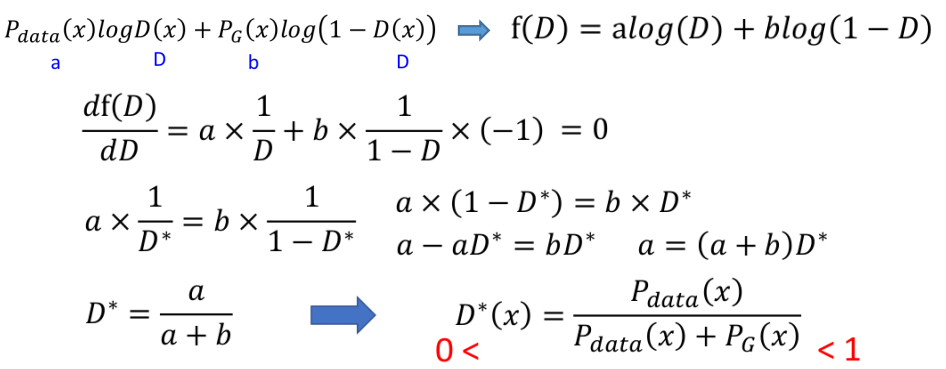 P_data(x)logD(x) + P_G(x)log(1 − D(x)) ➡ f(D) = alog(D) + blog(1 − D)
a D b D
df(D)/dD = a × 1/D + b × 1/(1 − D) × (−1) = 0
a × 1/D* = b × 1/(1 − D*)
a × (1 − D*) = b × D*
a − aD* = bD* a = (a + b)D*
D* = a/(a + b) ➡ D*(x) = P_data(x)/(P_data(x) + P_G(x))
0 < < 1